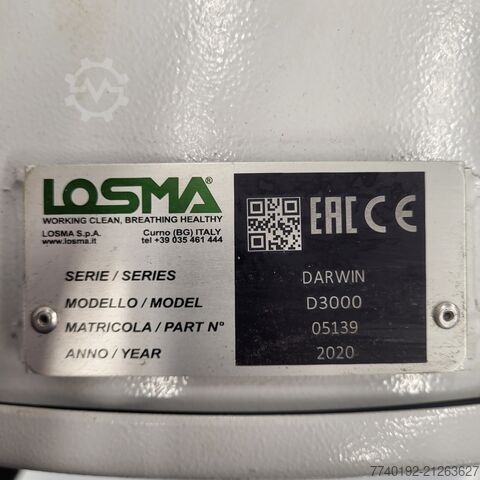 LOSMA®
WORKING CLEAN, BREATHING HEALTHY
LOSMA S.p.A. Curno (BG) ITALY
www.losma.it tel +39 035 461 444
EAC CE
SERIE / SERIES DARWIN
MODELLO / MODEL D3000
MATRICOLA / PART N° 05139
ANNO / YEAR 2020
7740192-21263627